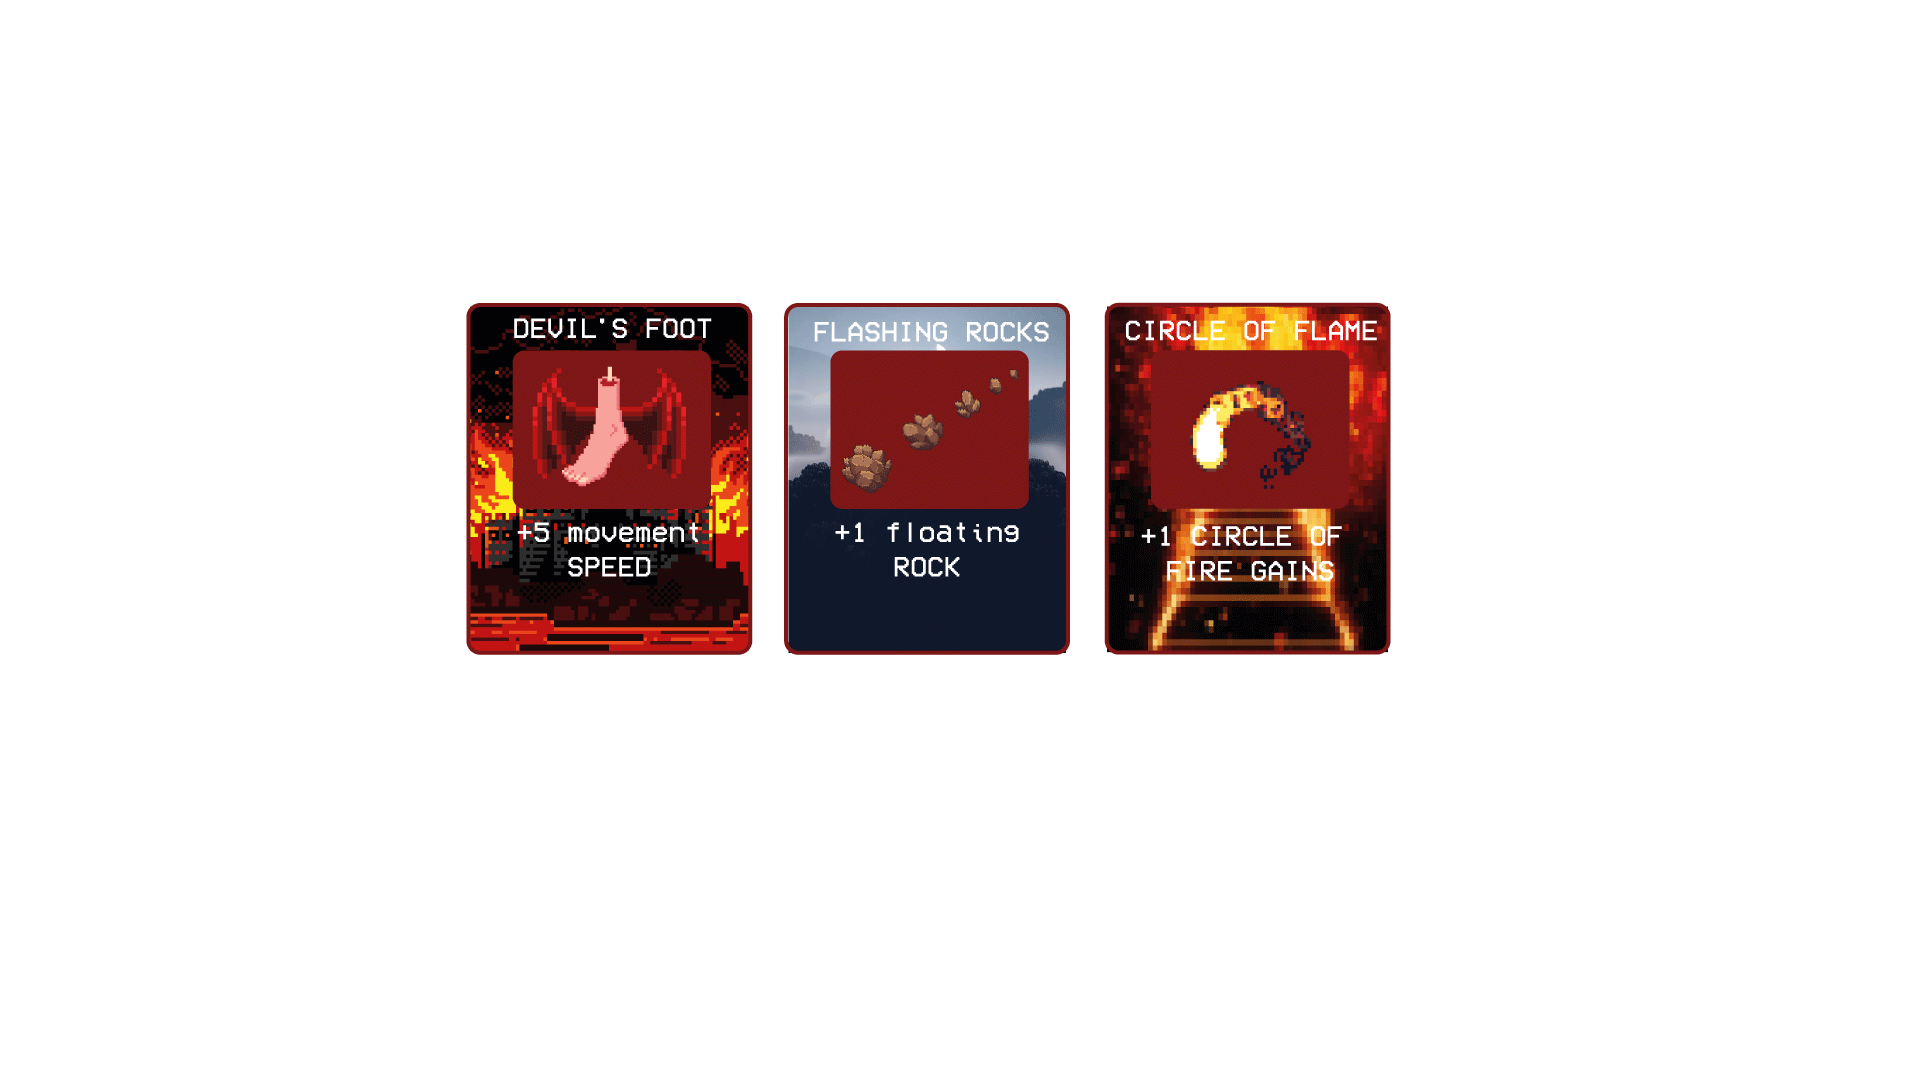 DEVIL'S FOOT
+5 movement
SPEED
FLASHING ROCKS
+1 floating
ROCK
CIRCLE OF FLAME
+1 CIRCLE OF
FIRE GAINS